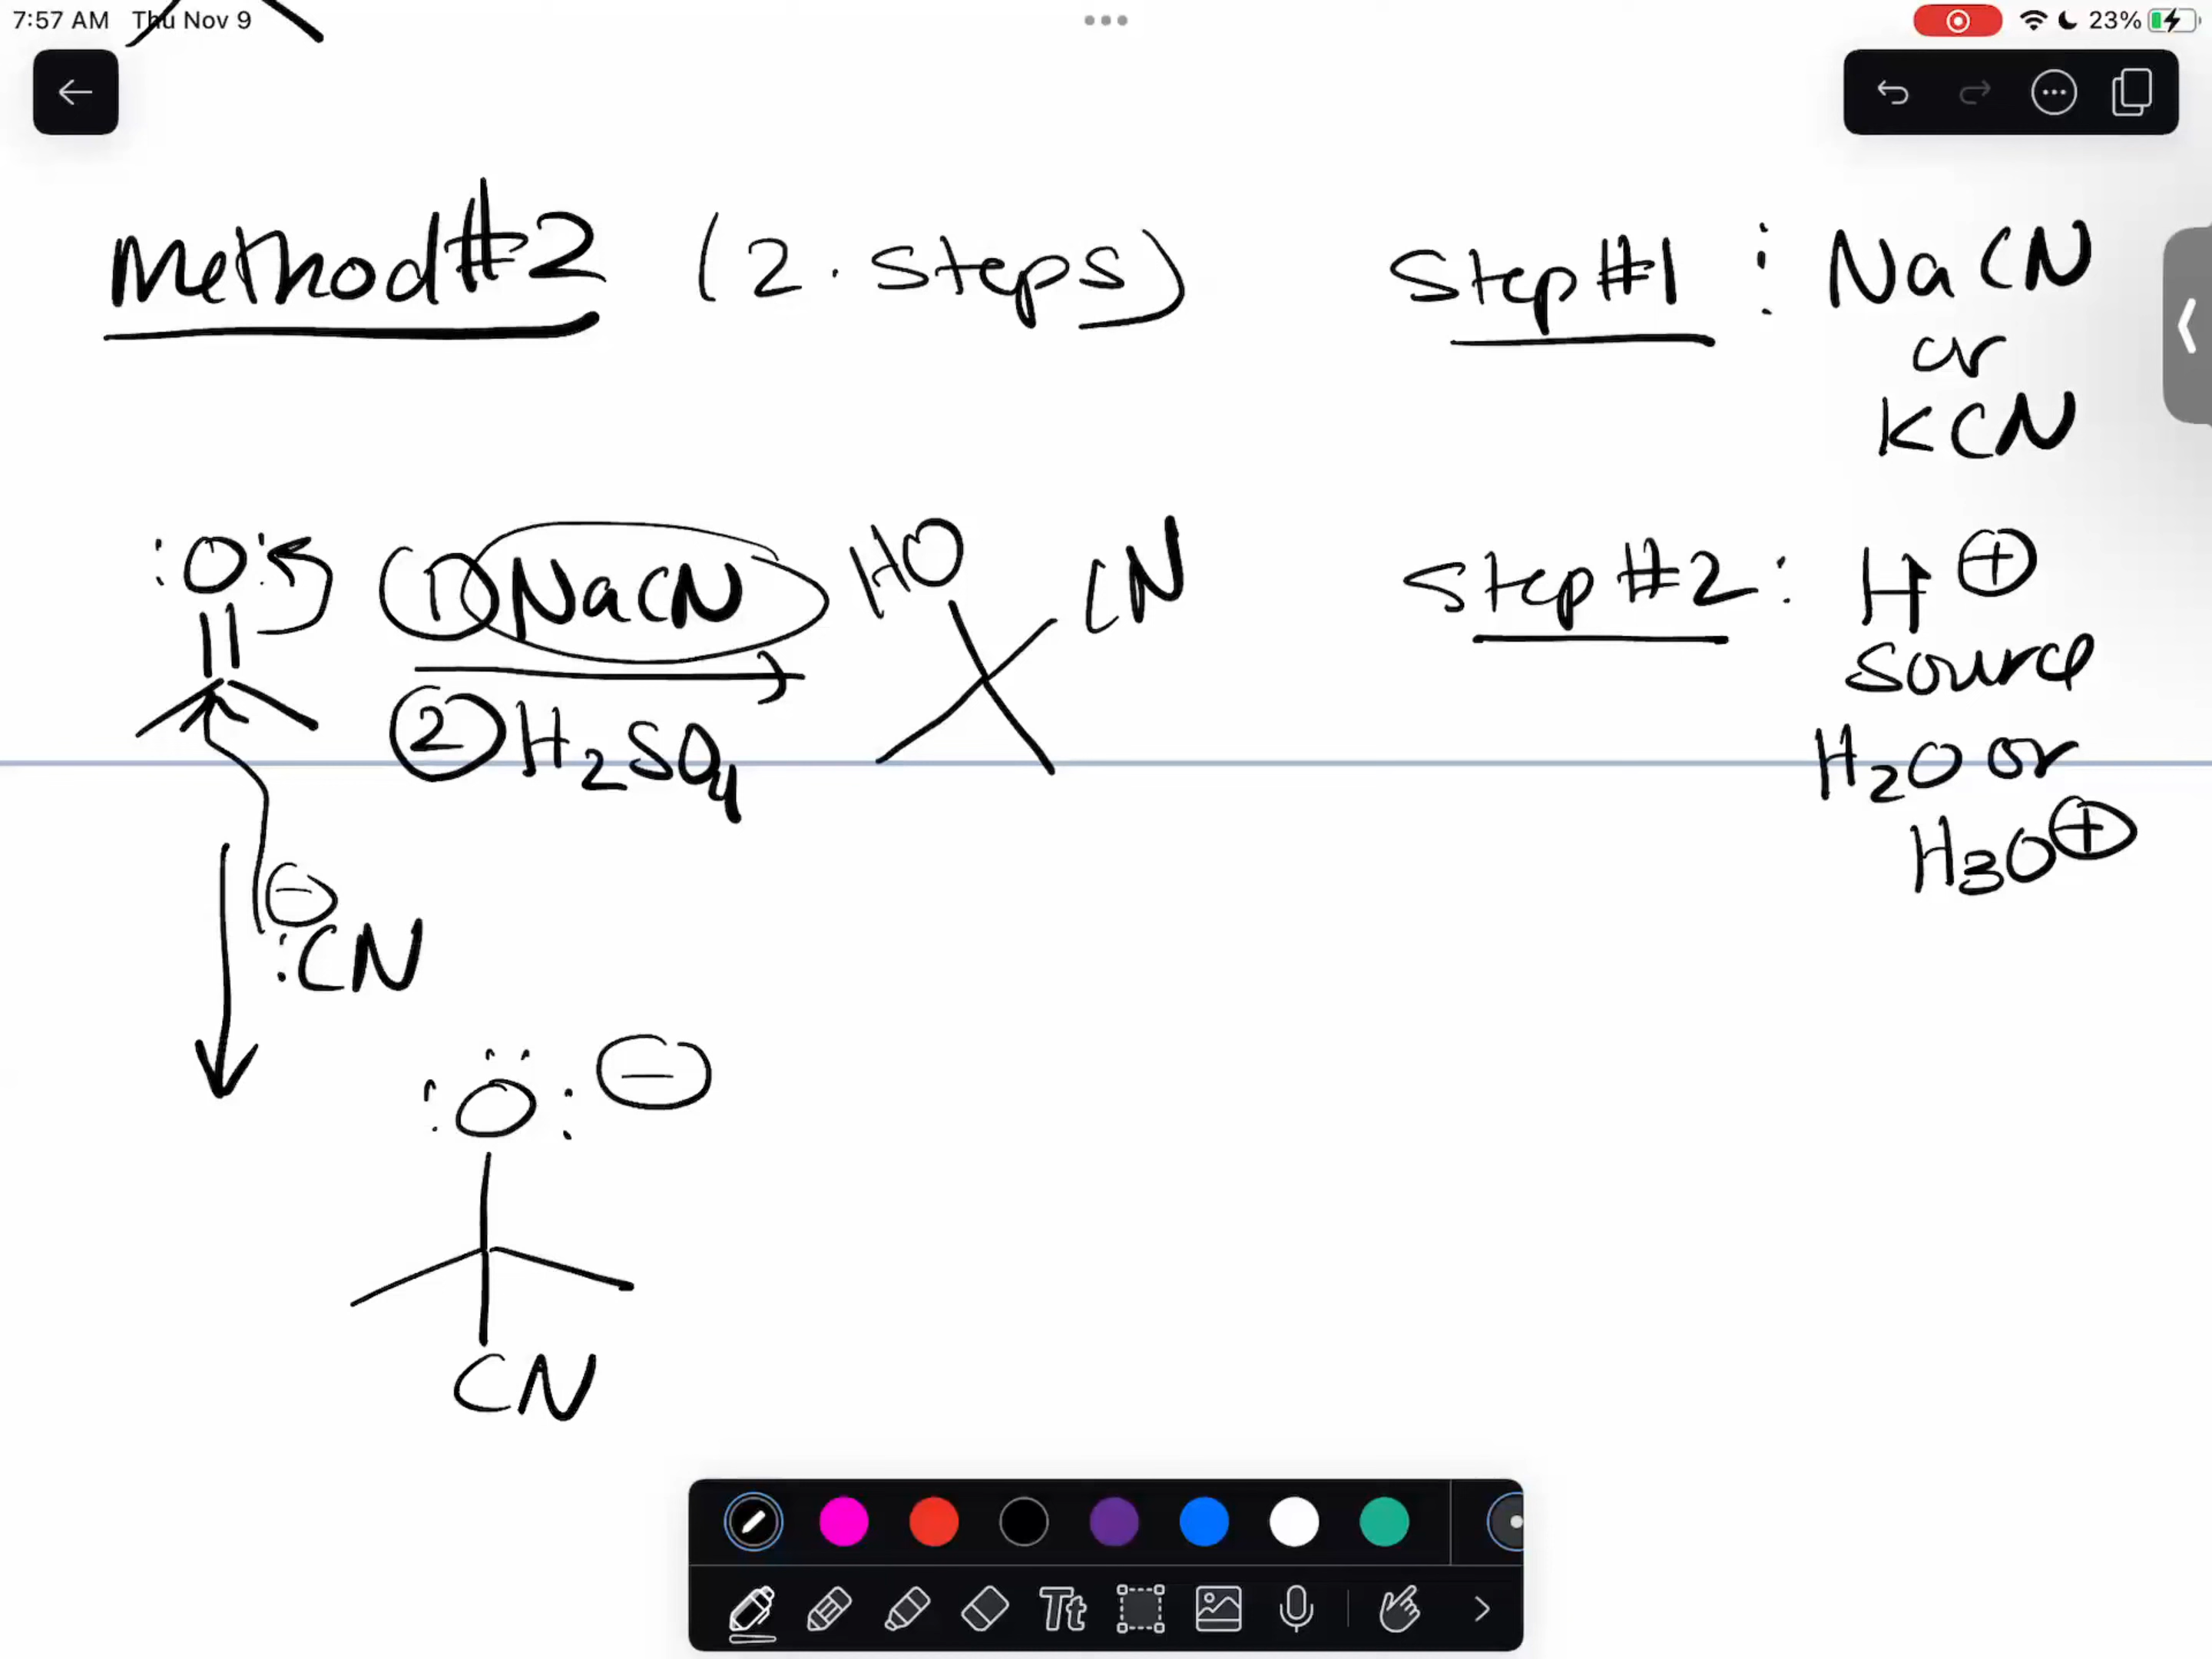 7:57 AM Thu Nov 9
23%
Method #2 (2. Steps)
Step #1 : NaCN
or
KCN
:O: (1) NaCN HO CN
(2) H2SO4
Step #2 : H⊕
source
H2O or
H3O⊕
⊖
:CN
:O: ⊖
CN
Tt